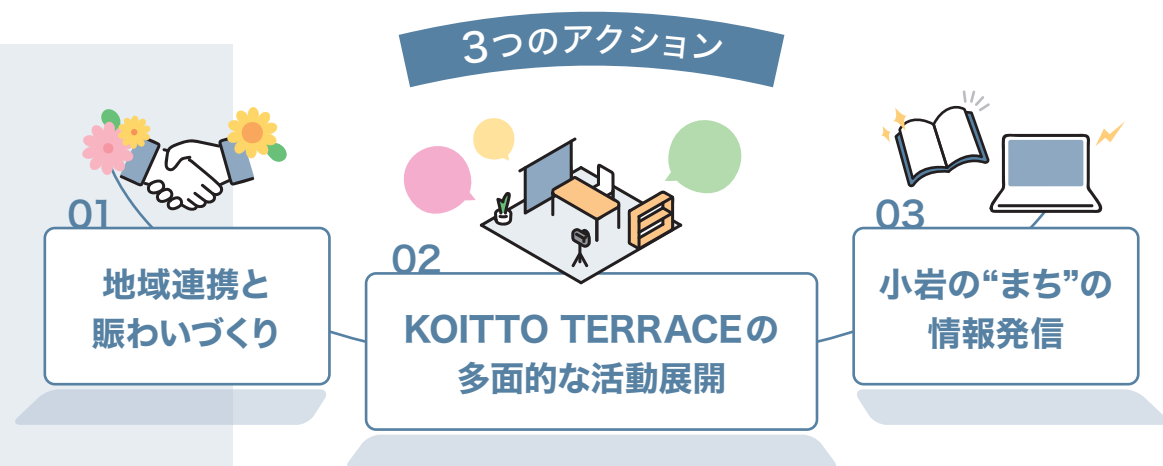 3つのアクション
01
地域連携と
賑わいづくり
02
KOITTO TERRACEの
多面的な活動展開
03
小岩の“まち”の
情報発信